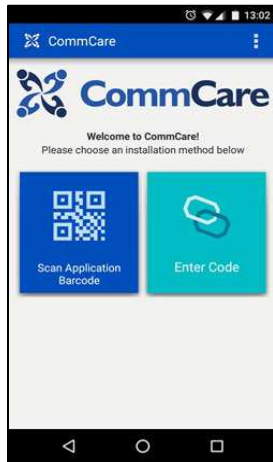 13:02
CommCare
CommCare
Welcome to CommCare!
Please choose an installation method below
Scan Application
Barcode
Enter Code